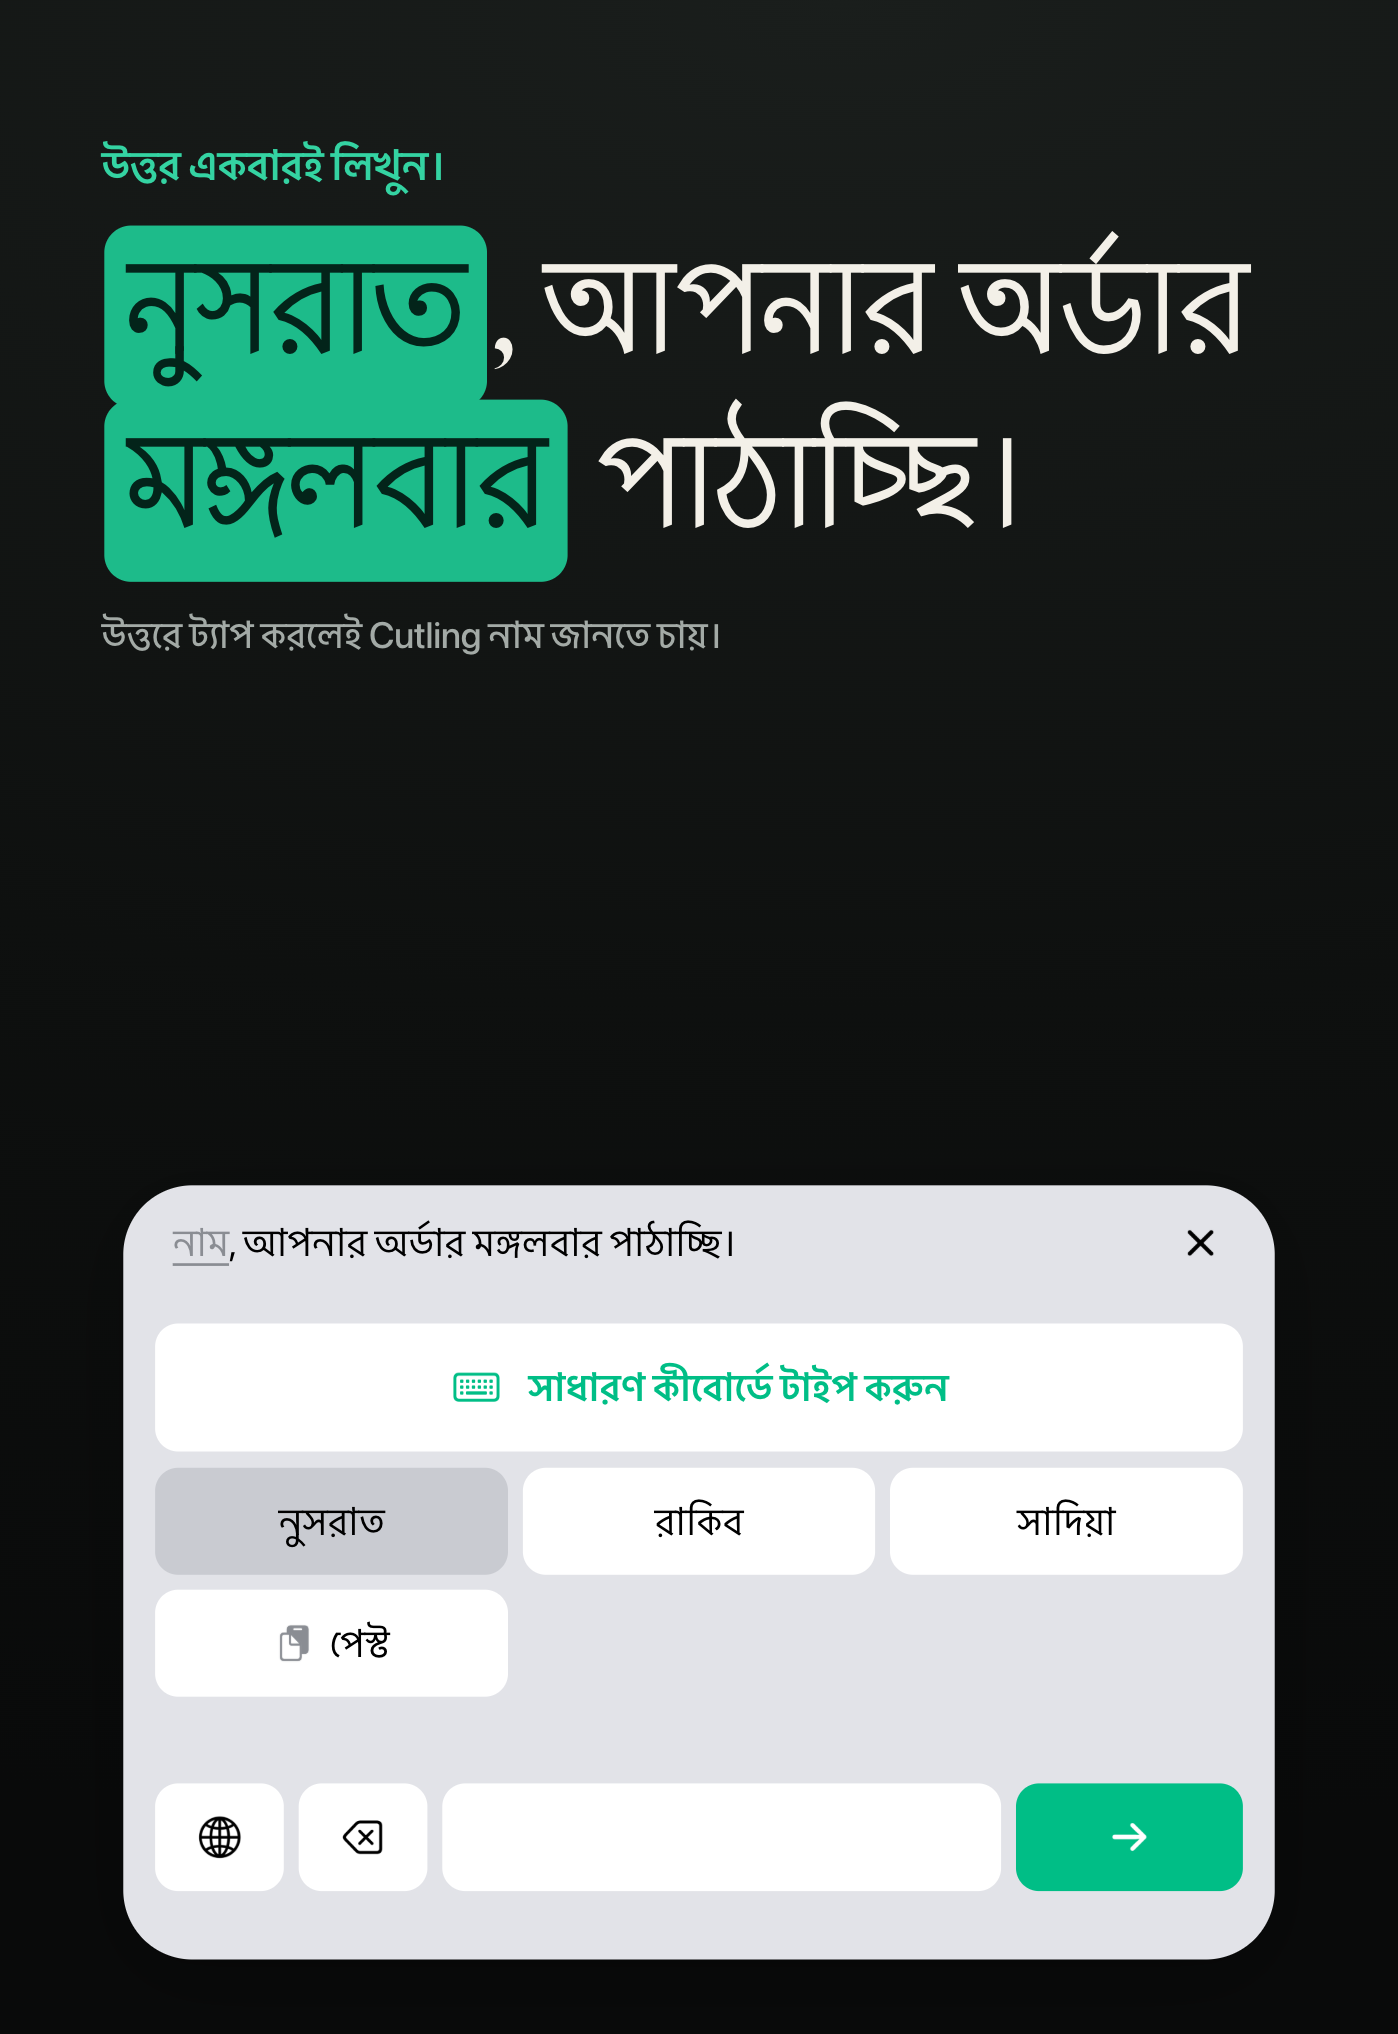 উত্তর একবারই লিখুন।
নুসরাত, আপনার অর্ডার
মঙ্গলবার পাঠাচ্ছি।
উত্তরে ট্যাপ করলেই Cutling নাম জানতে চায়।
নাম, আপনার অর্ডার মঙ্গলবার পাঠাচ্ছি।
সাধারণ কীবোর্ডে টাইপ করুন
নুসরাত
রাকিব
সাদিয়া
পেস্ট